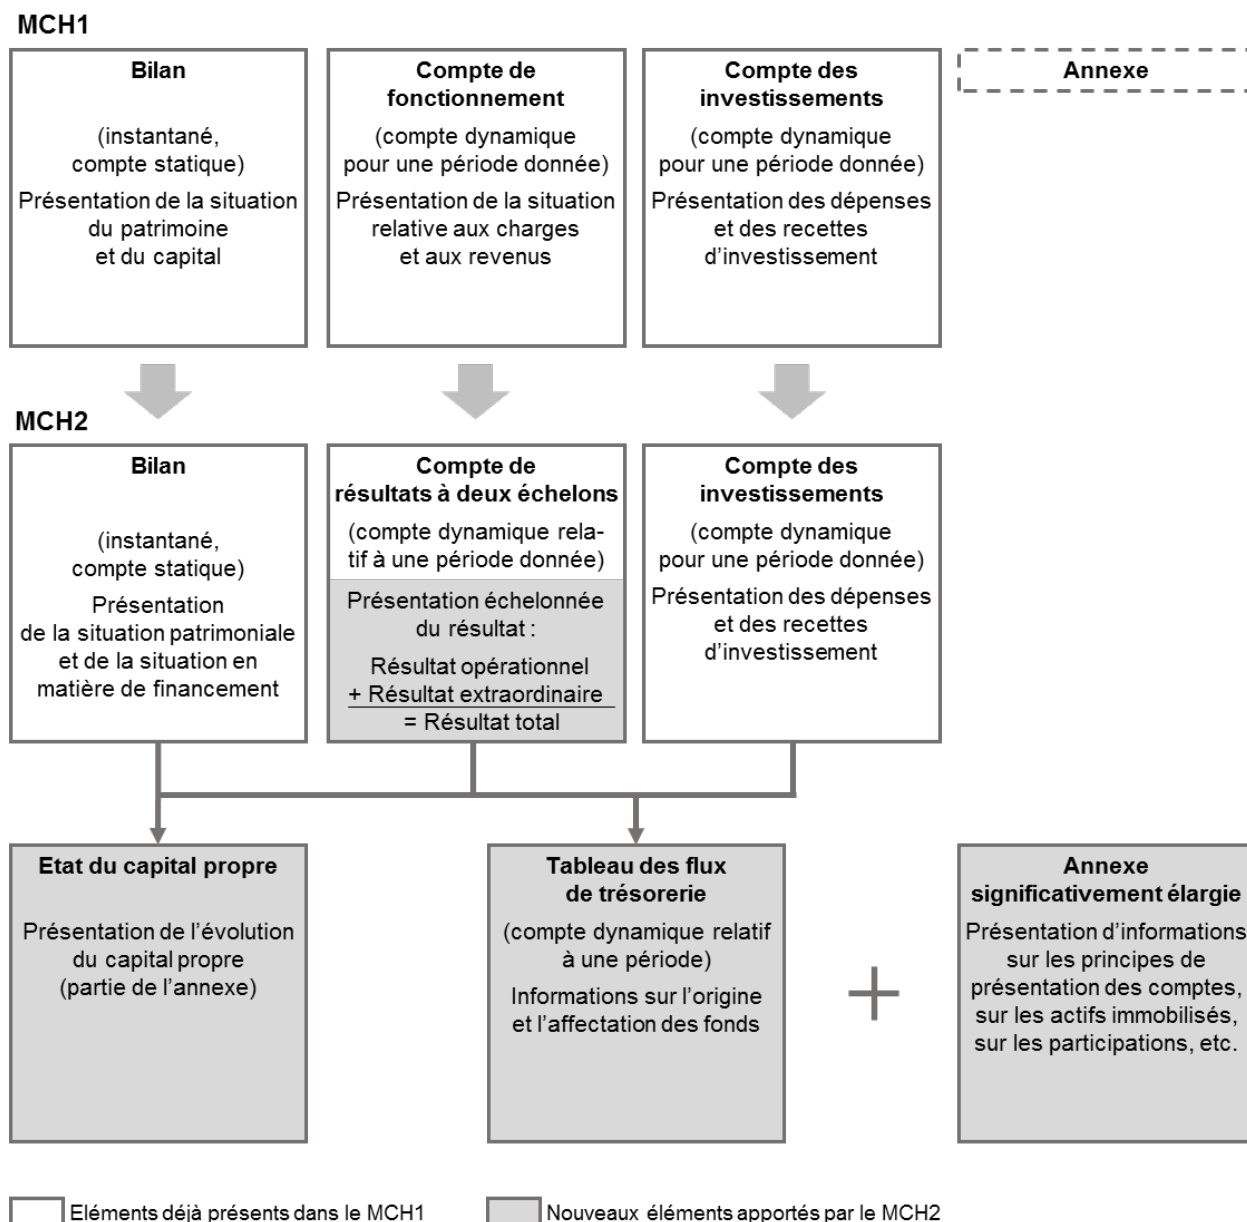 MCH1
Bilan
(instantané,
compte statique)
Présentation de la situation
du patrimoine
et du capital
Compte de
fonctionnement
(compte dynamique
pour une période donnée)
Présentation de la situation
relative aux charges
et aux revenus
Compte des
investissements
(compte dynamique
pour une période donnée)
Présentation des dépenses
et des recettes
d’investissement
Annexe
MCH2
Bilan
(instantané,
compte statique)
Présentation
de la situation patrimoniale
et de la situation en
matière de financement
Compte de
résultats à deux échelons
(compte dynamique rela-
tif à une période donnée)
Présentation échelonnée
du résultat :
Résultat opérationnel
+ Résultat extraordinaire
= Résultat total
Compte des
investissements
(compte dynamique
pour une période donnée)
Présentation des dépenses
et des recettes
d’investissement
Etat du capital propre
Présentation de l’évolution
du capital propre
(partie de l’annexe)
Tableau des flux
de trésorerie
(compte dynamique relatif
à une période)
Informations sur l’origine
et l’affectation des fonds
+
Annexe
significativement élargie
Présentation d’informations
sur les principes de
présentation des comptes,
sur les actifs immobilisés,
sur les participations, etc.
Eléments déjà présents dans le MCH1
Nouveaux éléments apportés par le MCH2